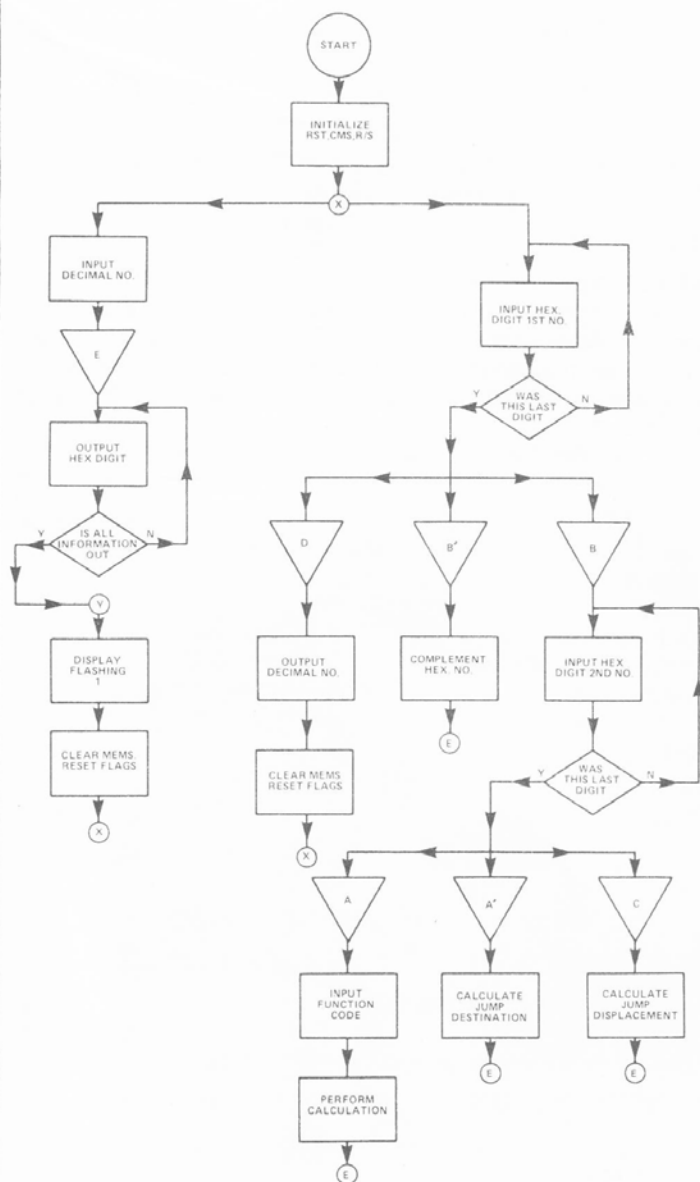 START
INITIALIZE
RST, CMS, R/S
X
INPUT
DECIMAL NO.
E
OUTPUT
HEX DIGIT
Y
IS ALL
INFORMATION
OUT
N
Y
DISPLAY
FLASHING
1
CLEAR MEMS.
RESET FLAGS
X
INPUT HEX.
DIGIT 1ST NO.
Y
WAS
THIS LAST
DIGIT
N
D
B'
B
OUTPUT
DECIMAL NO.
CLEAR MEMS
RESET FLAGS
X
COMPLEMENT
HEX. NO.
E
INPUT HEX
DIGIT 2ND NO.
Y
WAS
THIS LAST
DIGIT
N
A
A'
C
INPUT
FUNCTION
CODE
PERFORM
CALCULATION
E
CALCULATE
JUMP
DESTINATION
E
CALCULATE
JUMP
DISPLACEMENT
E